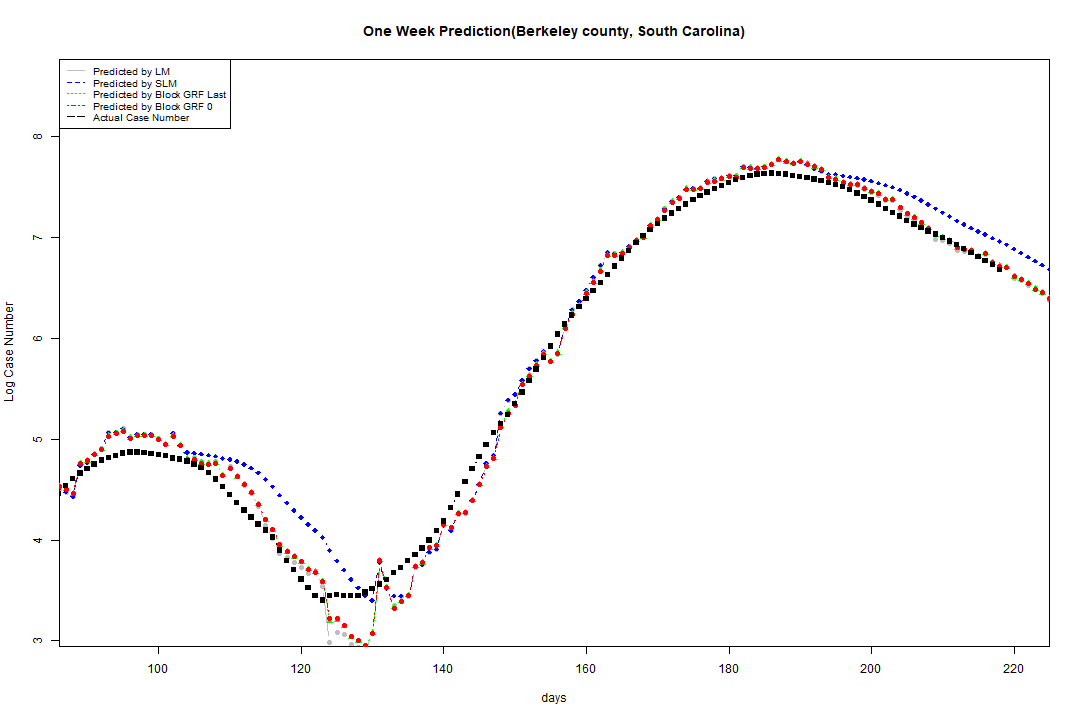 One Week Prediction(Berkeley county, South Carolina)
Predicted by LM
Predicted by SLM
Predicted by Block GRF Last
Predicted by Block GRF 0
Actual Case Number
8
7
6
5
4
3
Log Case Number
100 120 140 160 180 200 220
days